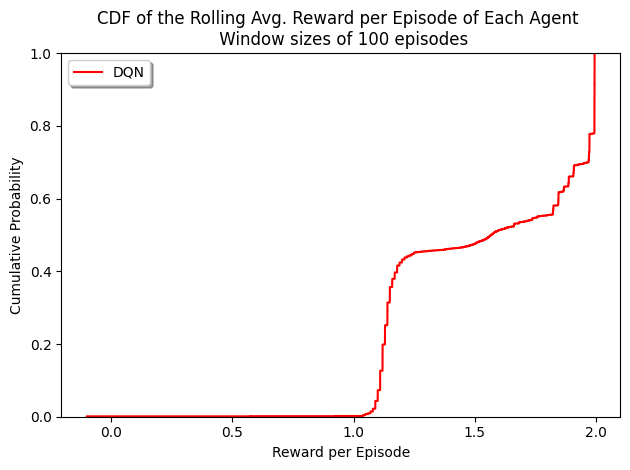 CDF of the Rolling Avg. Reward per Episode of Each Agent
Window sizes of 100 episodes
DQN
Cumulative Probability
1.0
0.8
0.6
0.4
0.2
0.0
0.0 0.5 1.0 1.5 2.0
Reward per Episode